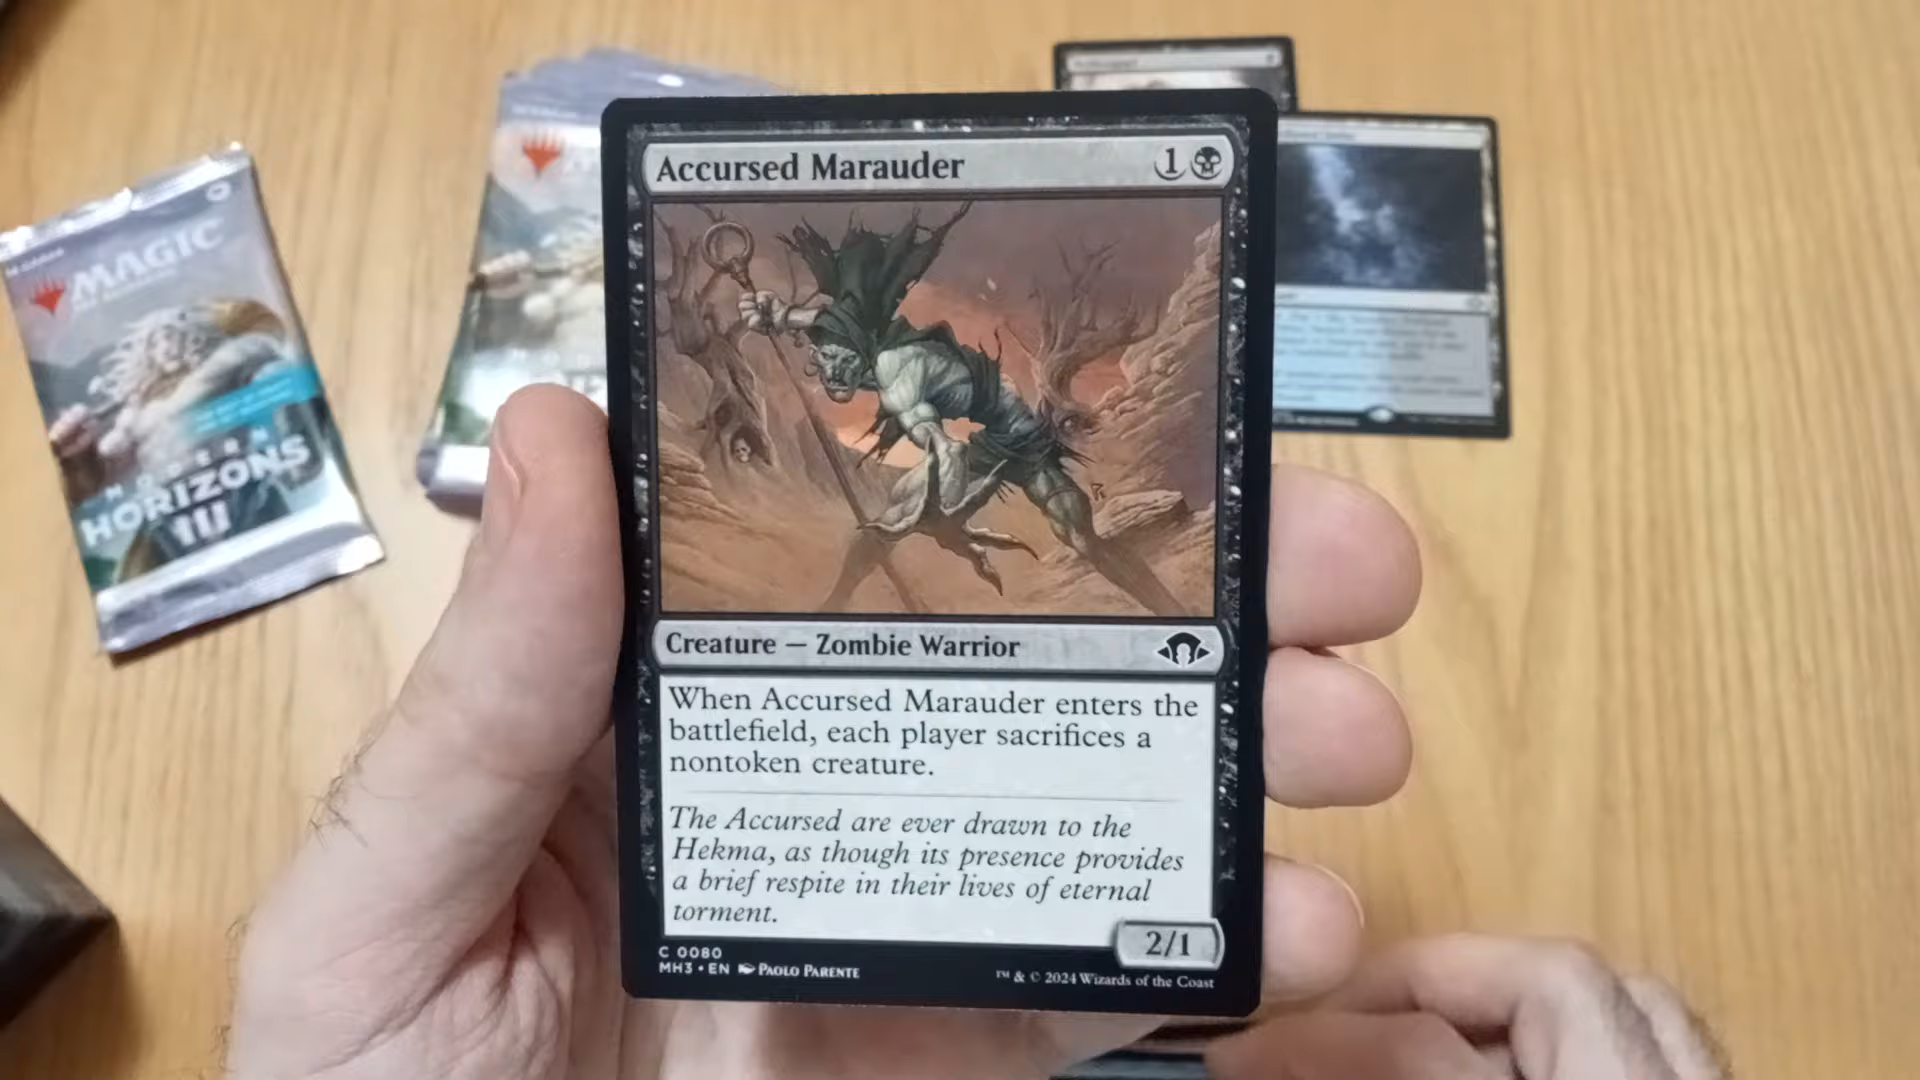 MAGIC
MODERN
HORIZONS
III
Accursed Marauder
1
Creature — Zombie Warrior
When Accursed Marauder enters the
battlefield, each player sacrifices a
nontoken creature.
The Accursed are ever drawn to the
Hekma, as though its presence provides
a brief respite in their lives of eternal
torment.
2/1
C 0080
MH3 • EN PAOLO PARENTE
™ & © 2024 Wizards of the Coast